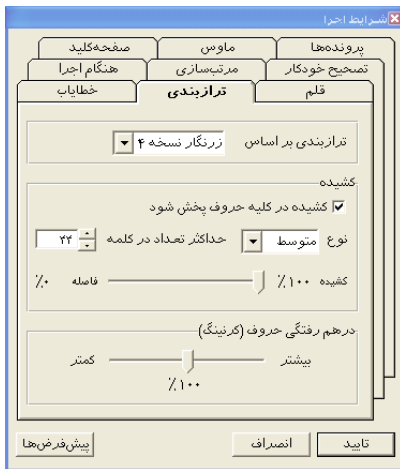 شرایط اجرا
پرونده‌ها ماوس صفحه‌کلید
تصحیح خودکار مرتب‌سازی هنگام اجرا
قلم ترازبندی خطایاب
ترازبندی بر اساس زرنگار نسخه ۴
کشیده
کشیده در کلیه حروف پخش شود
نوع متوسط حداکثر تعداد در کلمه ۴۴
کشیده ۱۰۰٪ فاصله ۰٪
درهم رفتگی حروف (کرنینگ)
بیشتر کمتر
۱۰۰٪
تایید انصراف پیش‌فرض‌ها